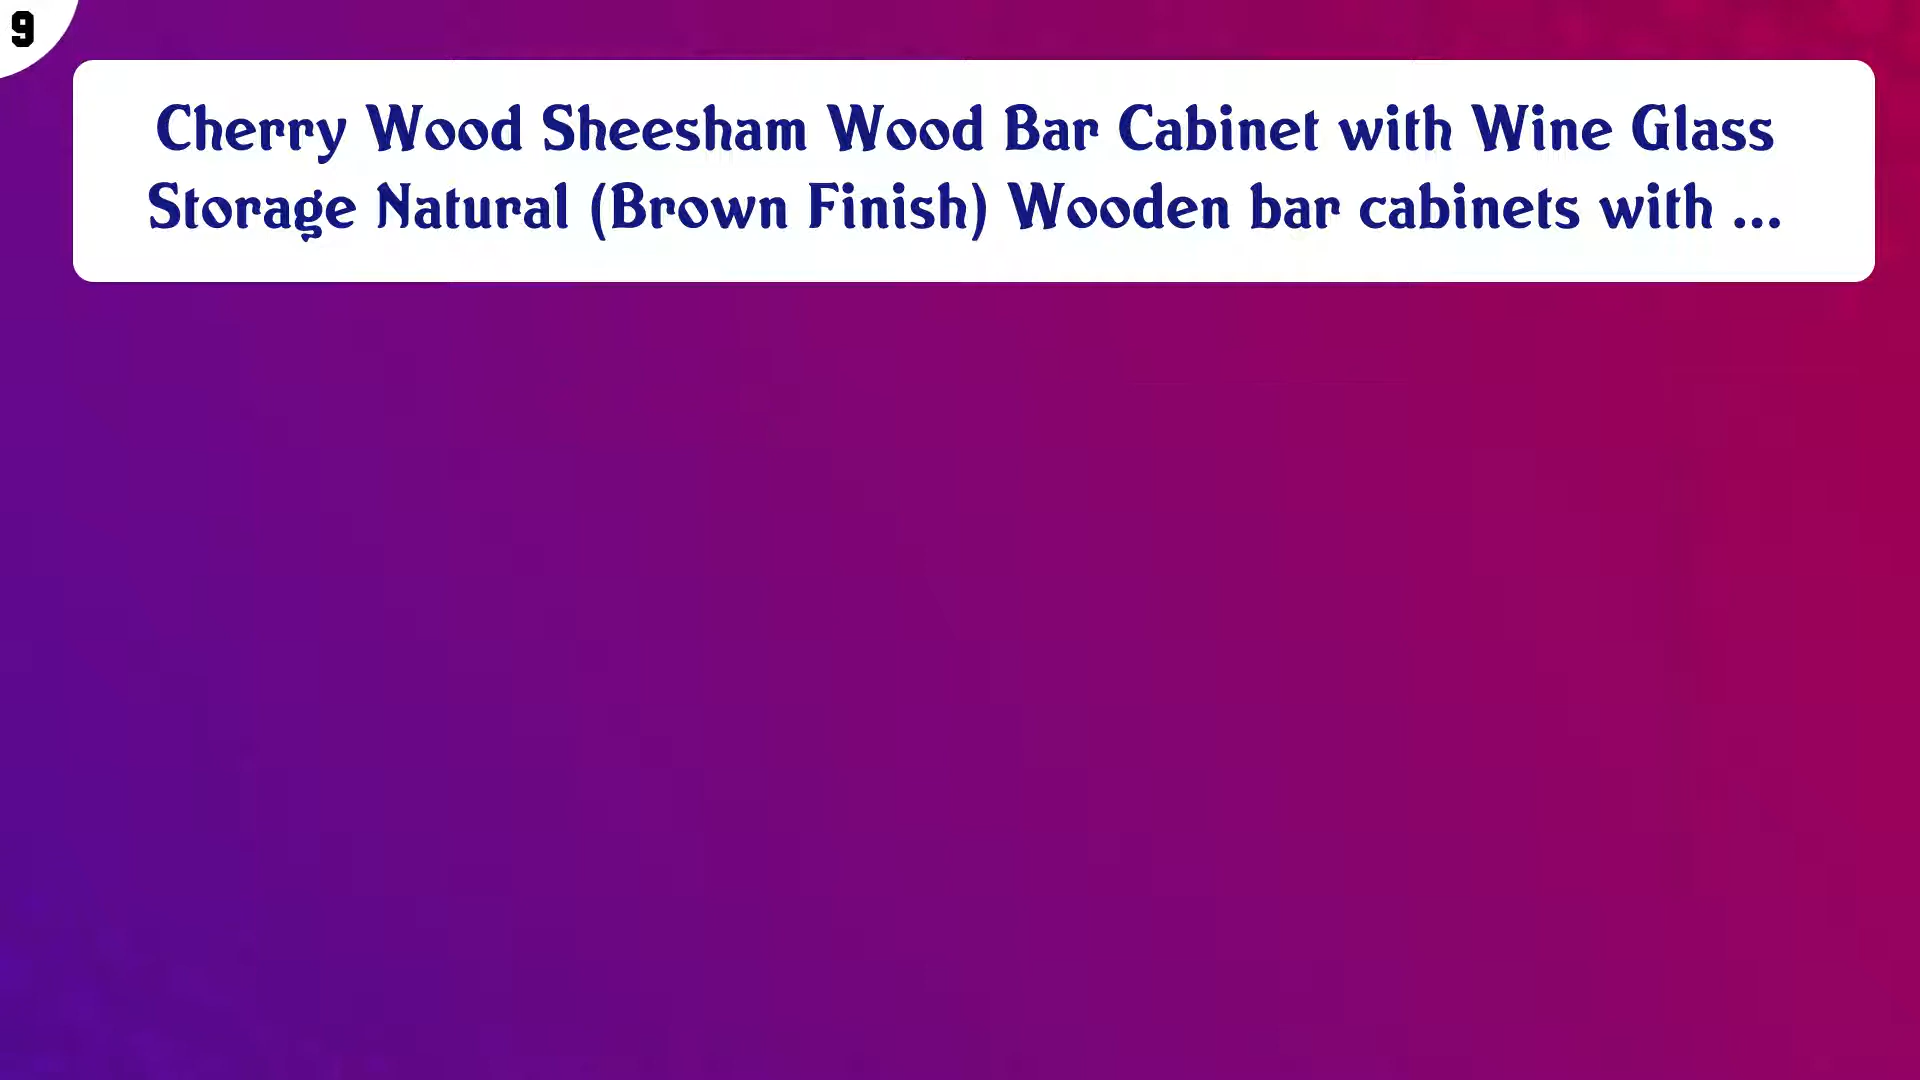 9
Cherry Wood Sheesham Wood Bar Cabinet with Wine Glass
Storage Natural (Brown Finish) Wooden bar cabinets with ...